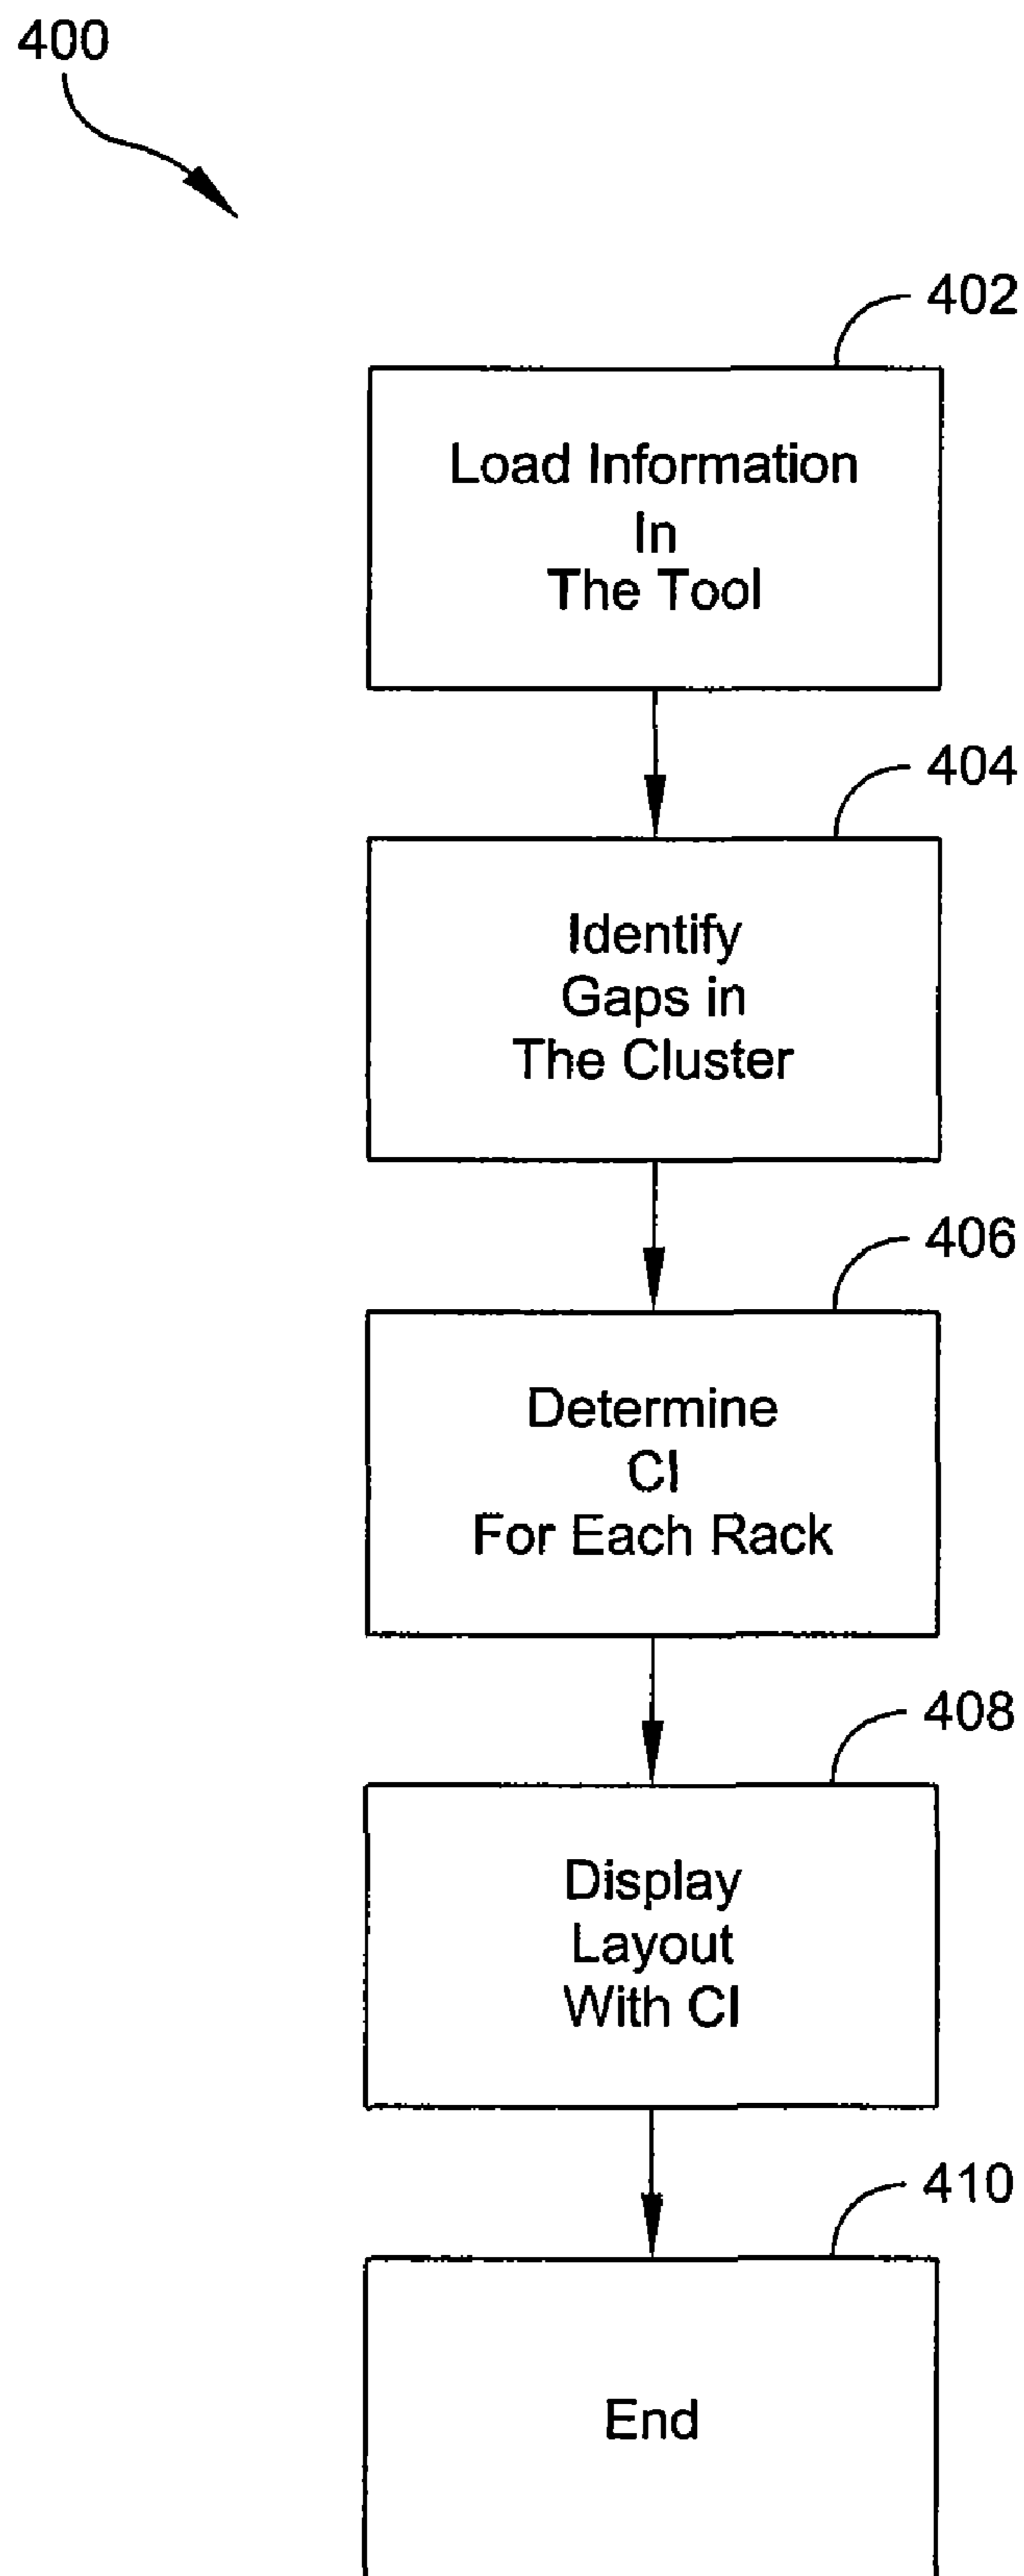 400
402
Load Information
In
The Tool
404
Identify
Gaps in
The Cluster
406
Determine
CI
For Each Rack
408
Display
Layout
With CI
410
End